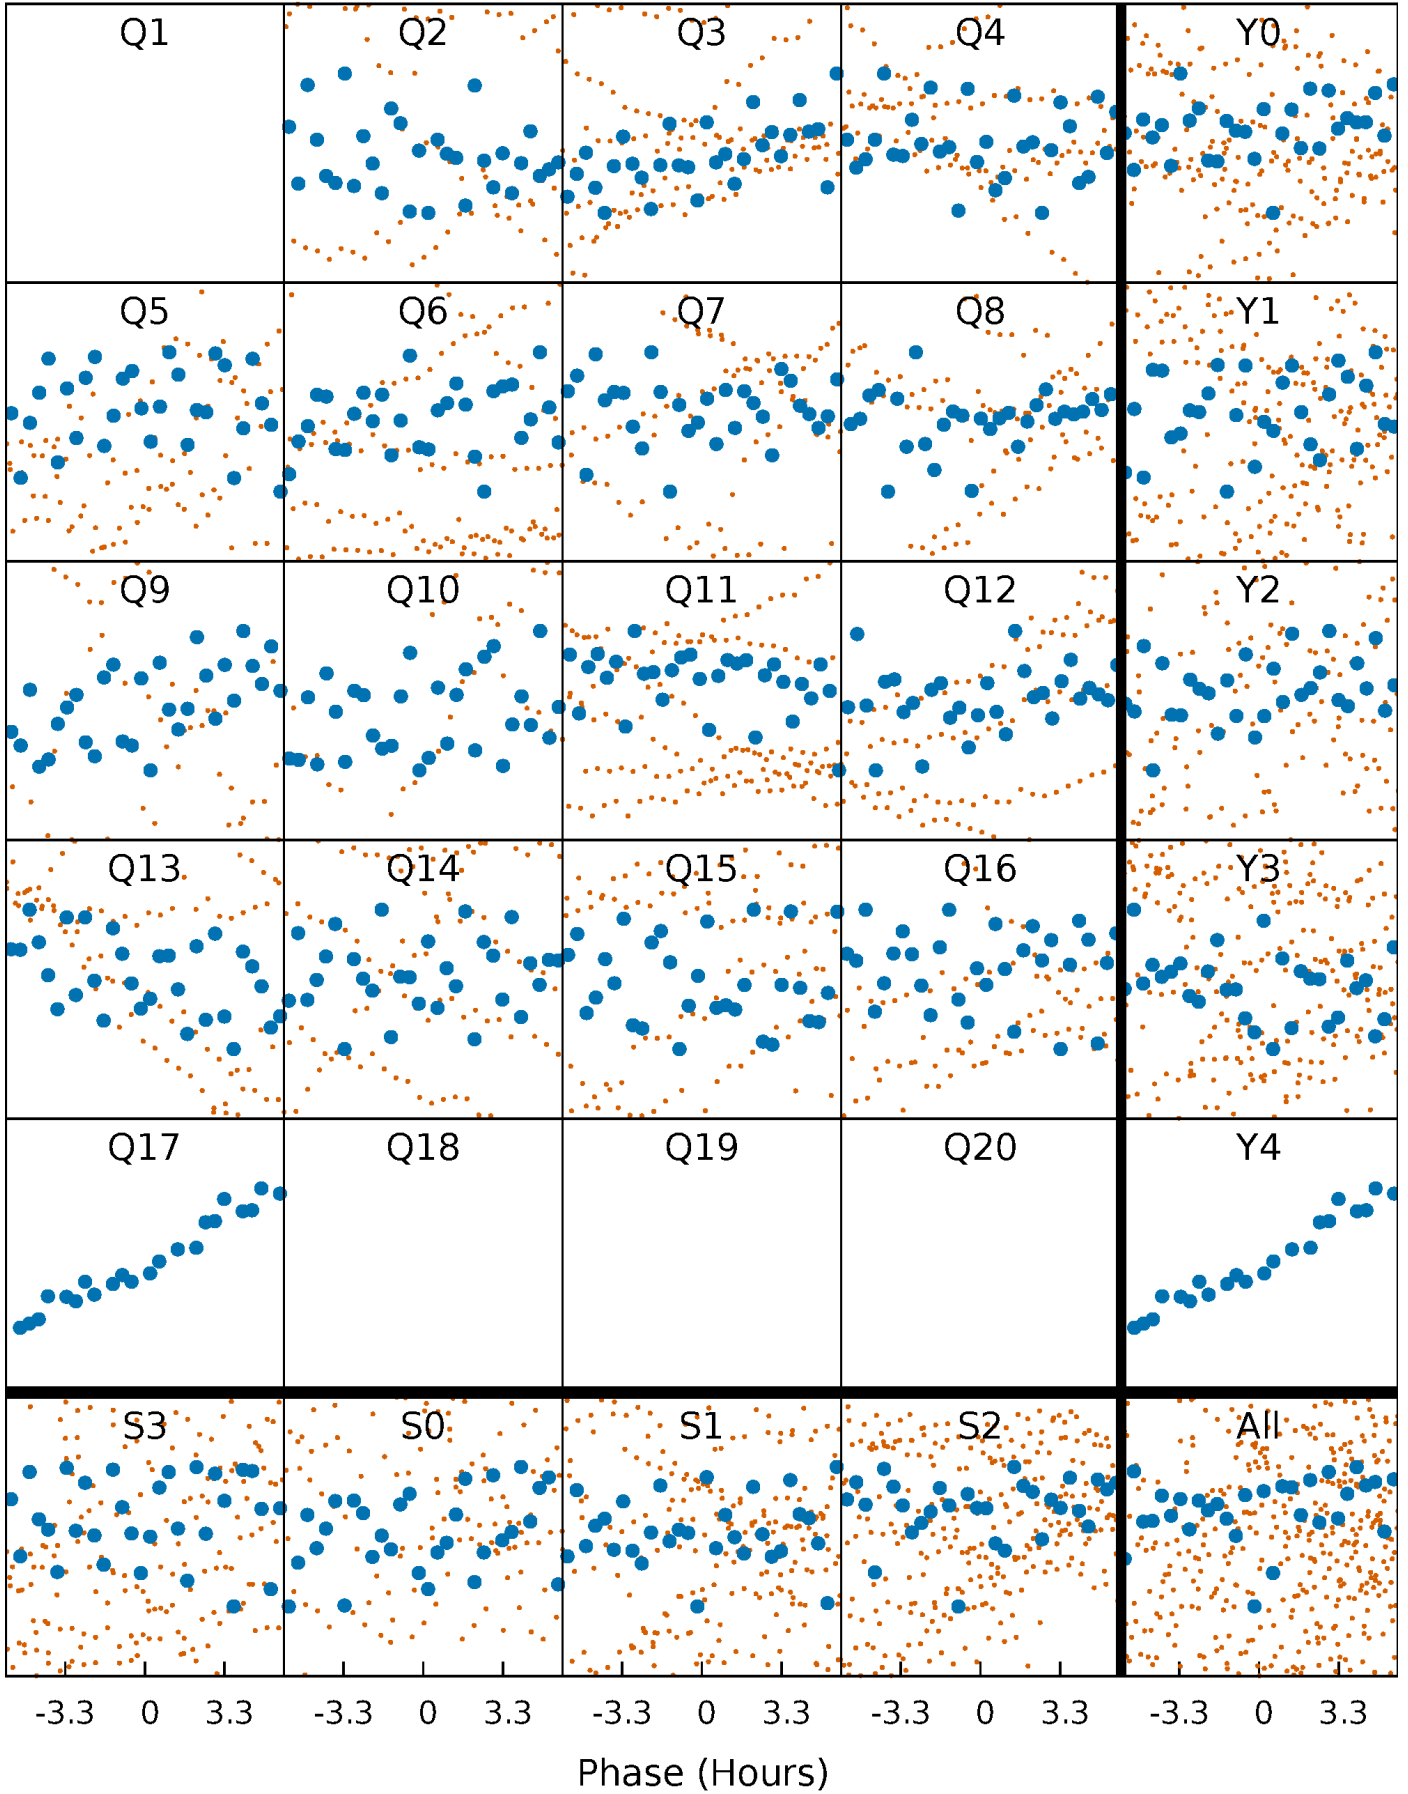 Q1 Q2 Q3 Q4 Y0
Q5 Q6 Q7 Q8 Y1
Q9 Q10 Q11 Q12 Y2
Q13 Q14 Q15 Q16 Y3
Q17 Q18 Q19 Q20 Y4
S3 S0 S1 S2 All
-3.3 0 3.3 -3.3 0 3.3 -3.3 0 3.3 -3.3 0 3.3 -3.3 0 3.3
Phase (Hours)